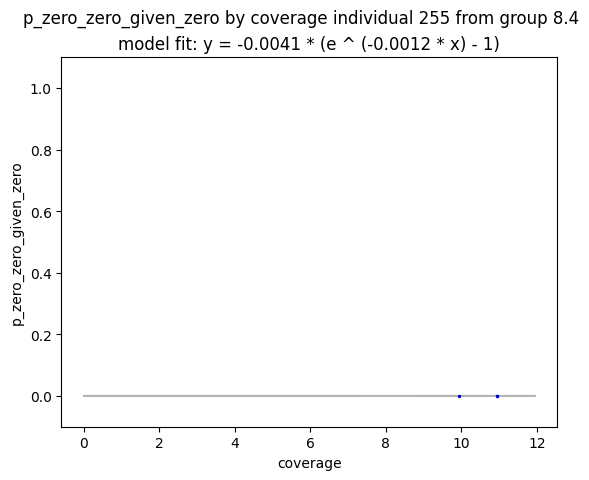 p_zero_zero_given_zero by coverage individual 255 from group 8.4
model fit: y = -0.0041 * (e ^ (-0.0012 * x) - 1)
1.0
0.8
0.6
0.4
0.2
0.0
p_zero_zero_given_zero
0 2 4 6 8 10 12
coverage